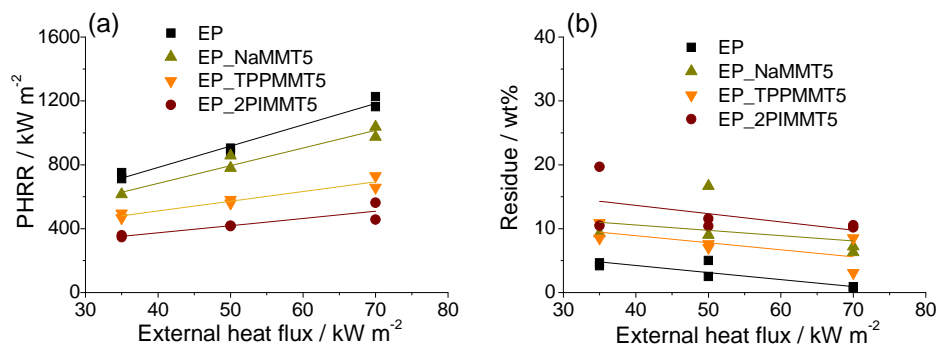 (a)
EP
EP_NaMMT5
EP_TPPMMT5
EP_2PIMMT5
1600
1200
800
400
0
PHRR / kW m⁻²
30 40 50 60 70 80
External heat flux / kW m⁻²
(b)
EP
EP_NaMMT5
EP_TPPMMT5
EP_2PIMMT5
40
30
20
10
0
Residue / wt%
30 40 50 60 70 80
External heat flux / kW m⁻²